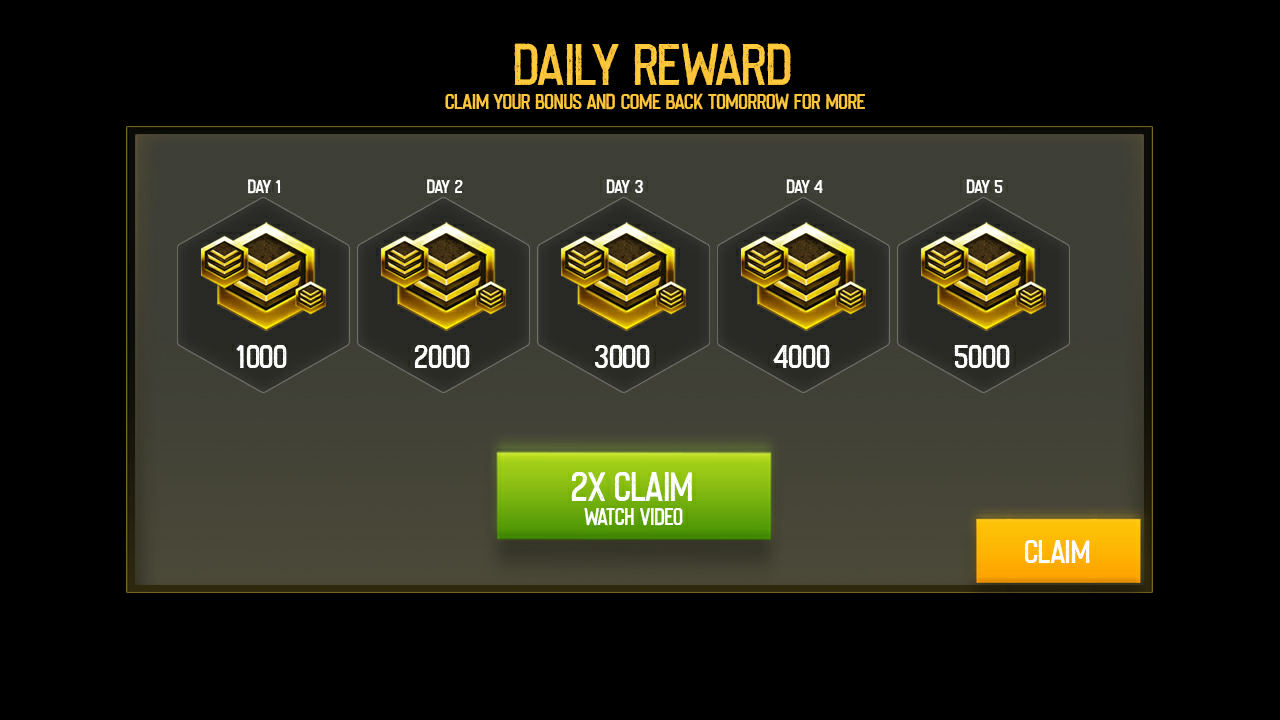 DAILY REWARD
CLAIM YOUR BONUS AND COME BACK TOMORROW FOR MORE
DAY 1
DAY 2
DAY 3
DAY 4
DAY 5
1000
2000
3000
4000
5000
2X CLAIM
WATCH VIDEO
CLAIM